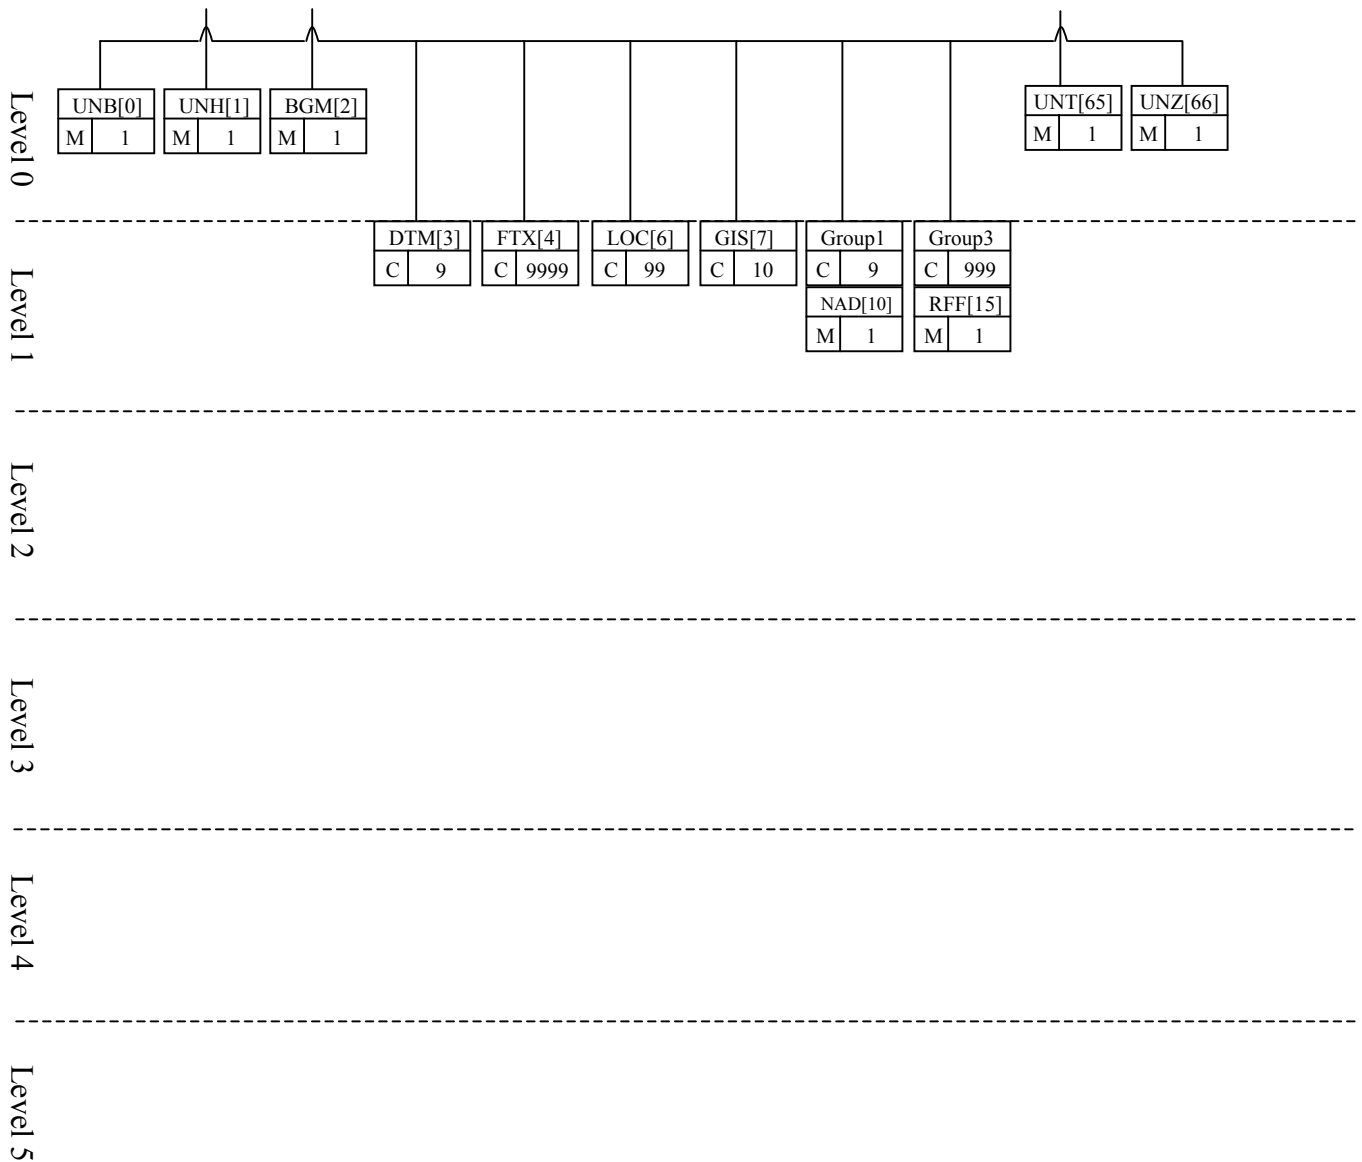 Level 0
UNB[0] UNH[1] BGM[2] UNT[65] UNZ[66]
M 1 M 1 M 1 M 1 M 1
Level 1
DTM[3] FTX[4] LOC[6] GIS[7] Group1 Group3
C 9 C 9999 C 99 C 10 C 9 C 999
NAD[10] RFF[15]
M 1 M 1
Level 2
Level 3
Level 4
Level 5